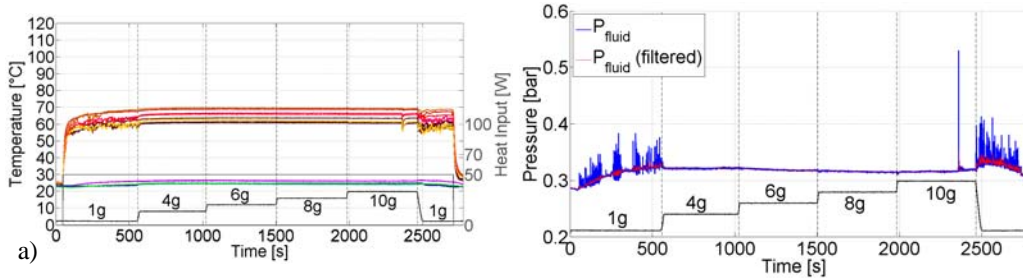 120
110
100
90
80
70
60
50
40
30
20
10
0
Temperature [°C]
100
70
50
0
Heat Input [W]
1g 4g 6g 8g 10g 1g
0 500 1000 1500 2000 2500
Time [s]
a)
0.6
0.5
0.4
0.3
0.2
Pressure [bar]
P_fluid
P_fluid (filtered)
1g 4g 6g 8g 10g
0 500 1000 1500 2000 2500
Time [s]